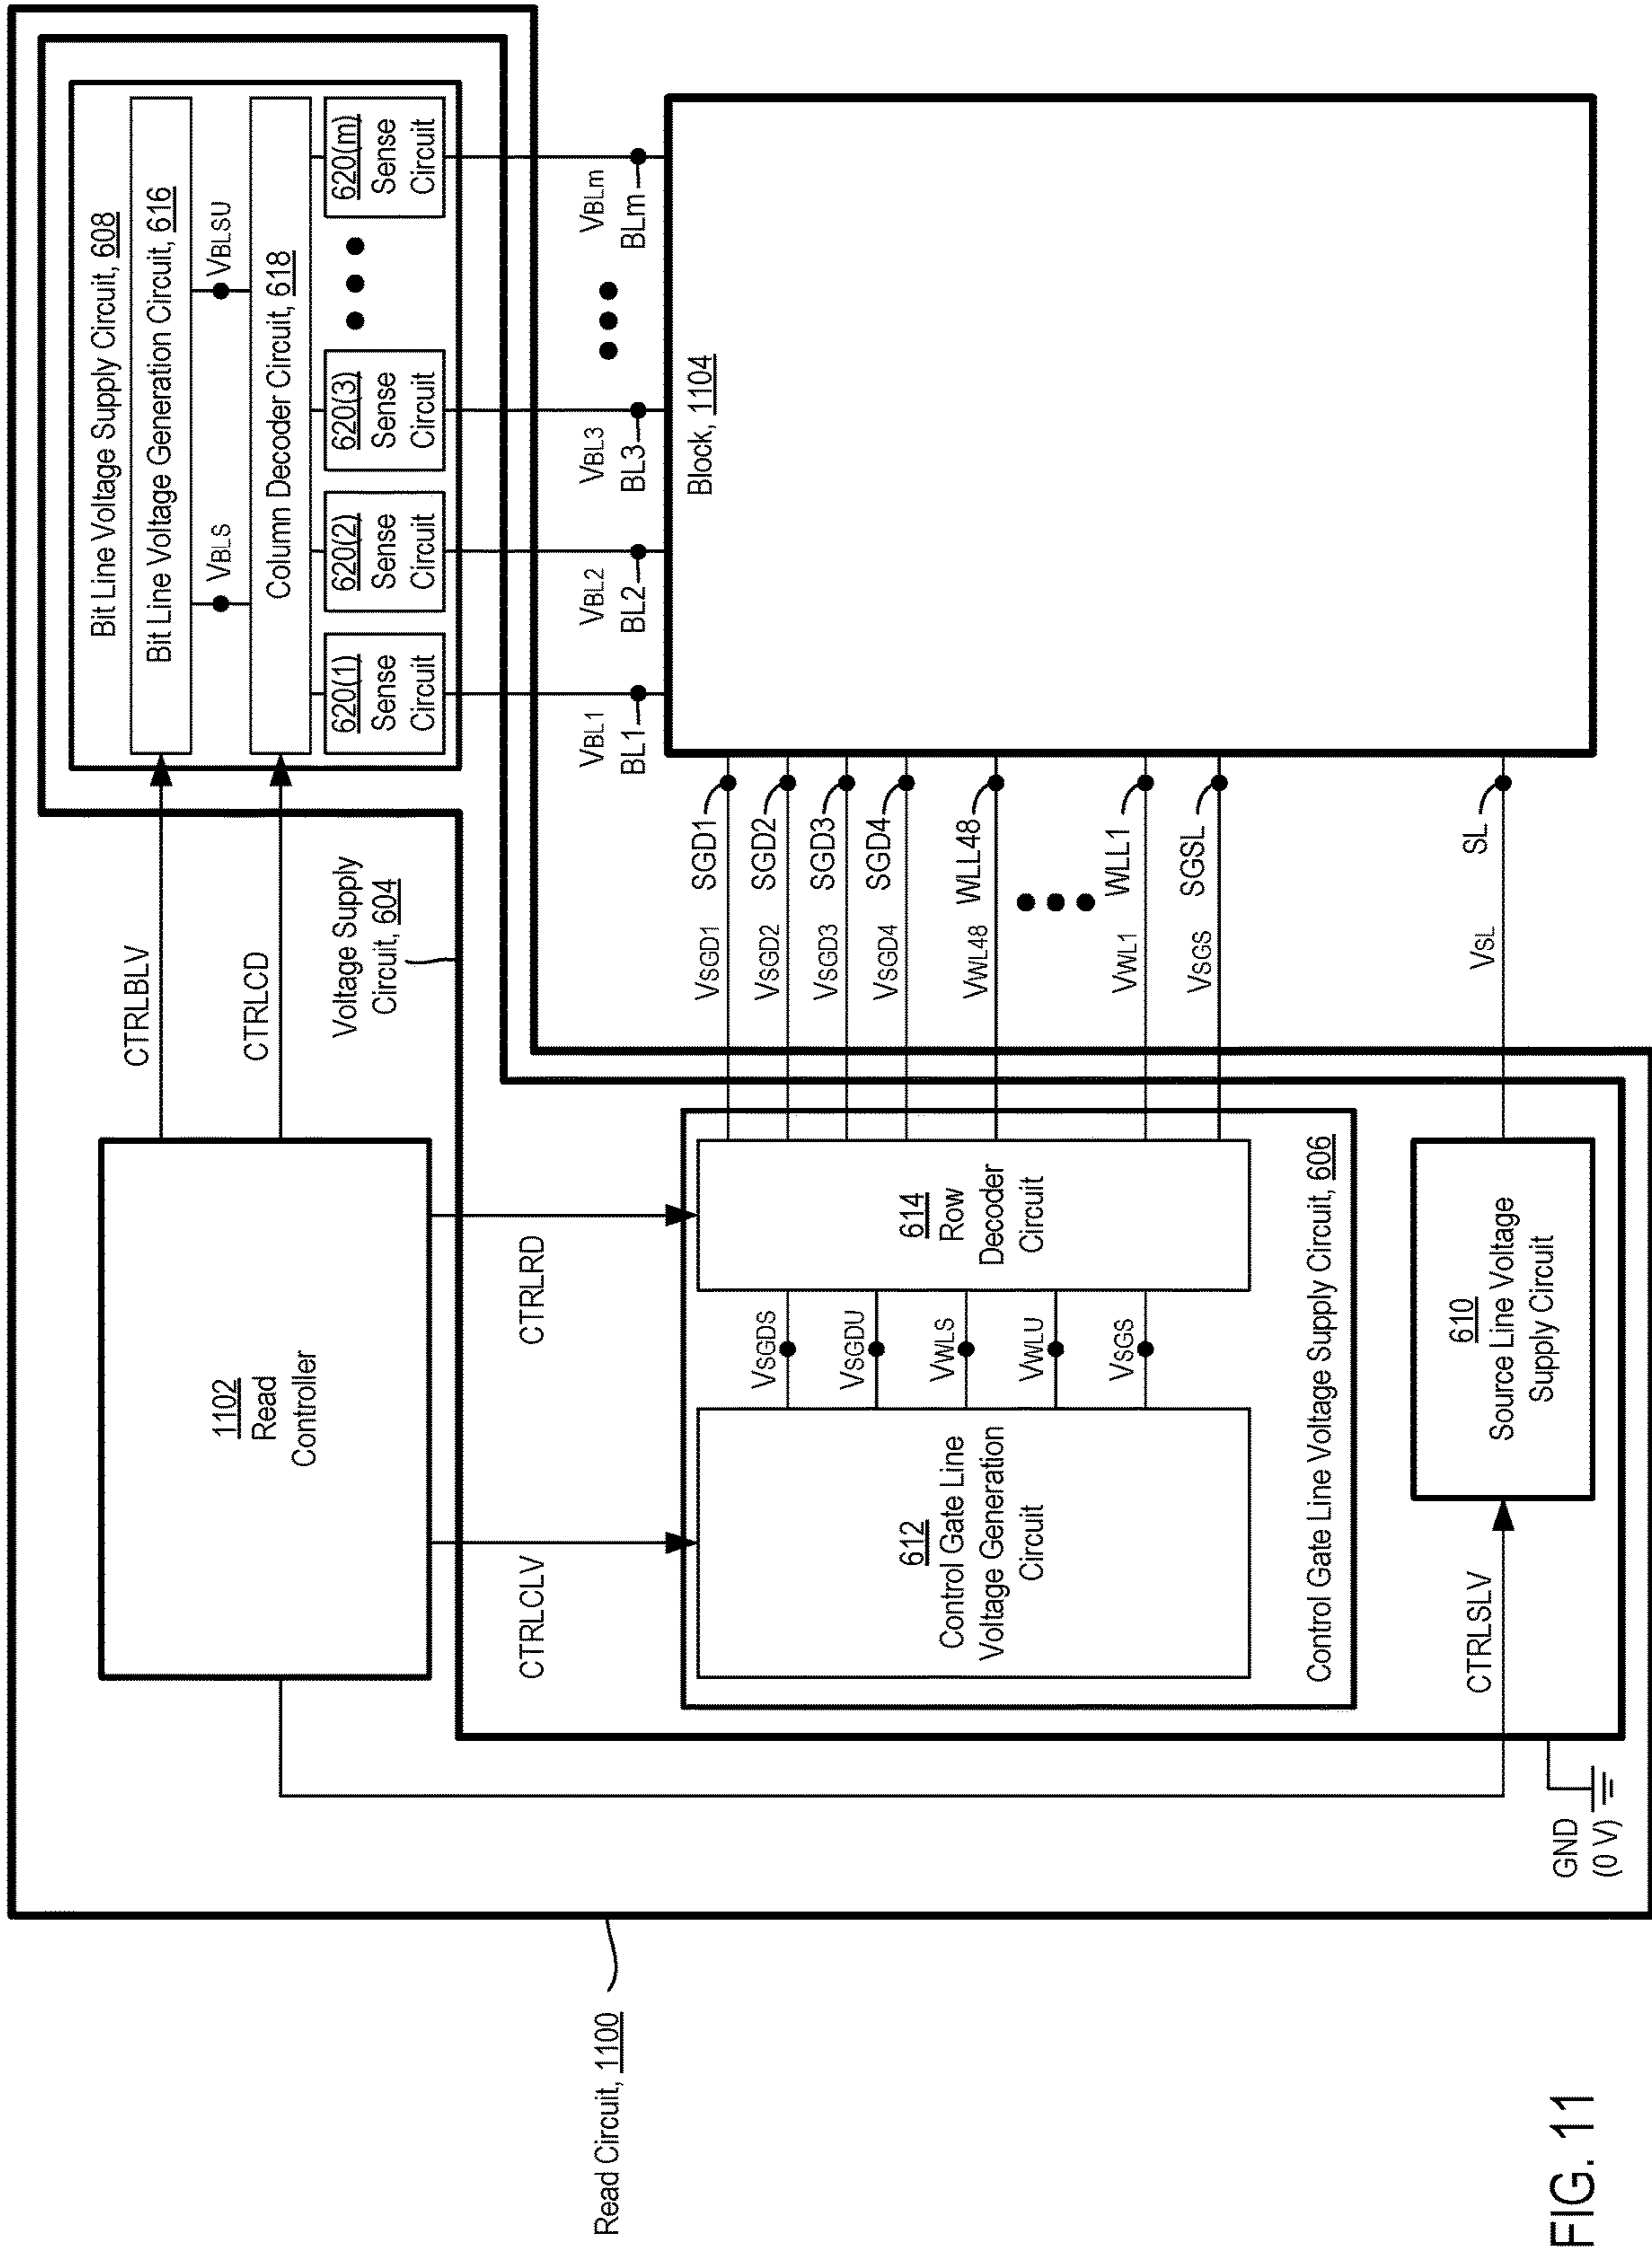 Read Circuit, 1100
1102
Read
Controller
CTRLBLV
CTRLCD
Bit Line Voltage Supply Circuit, 608
Bit Line Voltage Generation Circuit, 616
VBLS
VBLSU
Column Decoder Circuit, 618
620(1)
Sense
Circuit
620(2)
Sense
Circuit
620(3)
Sense
Circuit
620(m)
Sense
Circuit
Voltage Supply
Circuit, 604
CTRLCLV
CTRLRD
VBL1
BL1
VBL2
BL2
VBL3
BL3
VBLm
BLm
Block, 1104
612
Control Gate Line
Voltage Generation
Circuit
VSGDS
VSGDU
VWLS
VWLU
VSGS
614
Row
Decoder
Circuit
VSGD1
SGD1
VSGD2
SGD2
VSGD3
SGD3
VSGD4
SGD4
VWL48
WLL48
VWL1
WLL1
VSGS
SGSL
Control Gate Line Voltage Supply Circuit, 606
CTRLSLV
610
Source Line Voltage
Supply Circuit
VSL
SL
GND
(0 V)
FIG. 11